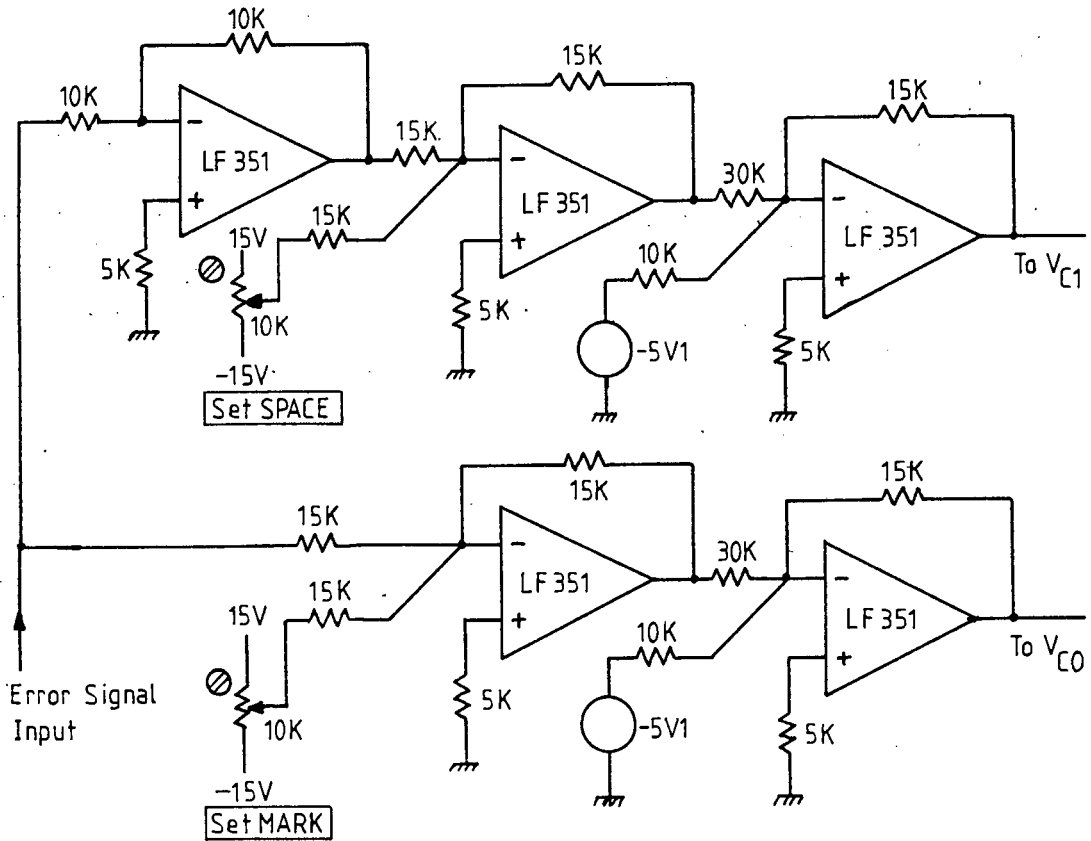 10K
15K
15K
10K
LF 351
15K
30K
LF 351
LF 351
15K
15V
10K
To VC1
5K
10K
5K
-5V1
5K
-15V
Set SPACE
15K
15K
15K
30K
LF 351
LF 351
15K
15V
10K
To VC0
Error Signal
Input
10K
5K
-5V1
5K
-15V
Set MARK
+
-
+
-
+
-
+
-
+
-